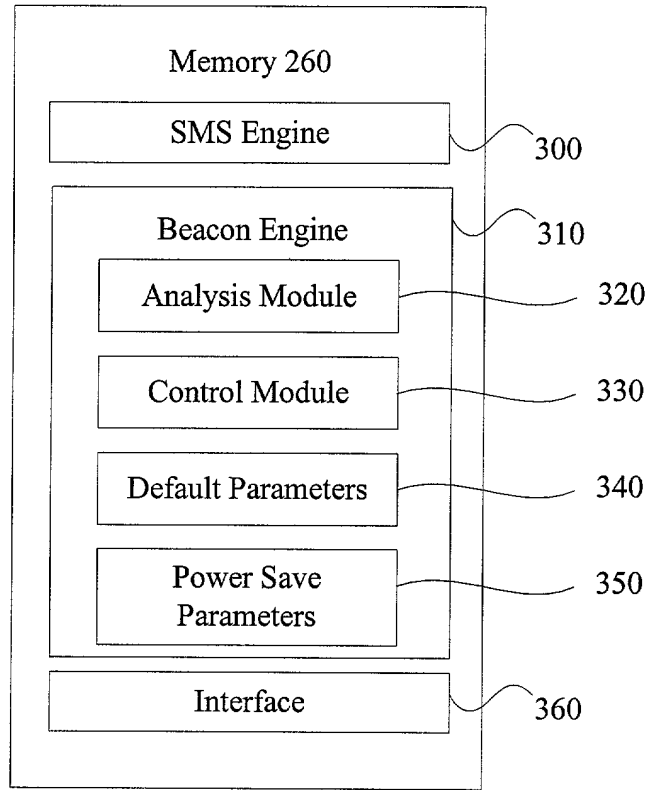 Memory 260
SMS Engine
300
Beacon Engine
310
Analysis Module
320
Control Module
330
Default Parameters
340
Power Save
Parameters
350
Interface
360